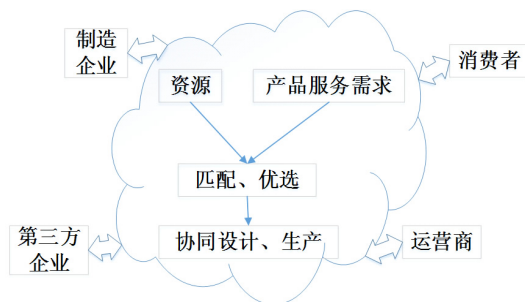 制造
企业
消费者
资源
产品服务需求
匹配、优选
第三方
企业
协同设计、生产
运营商